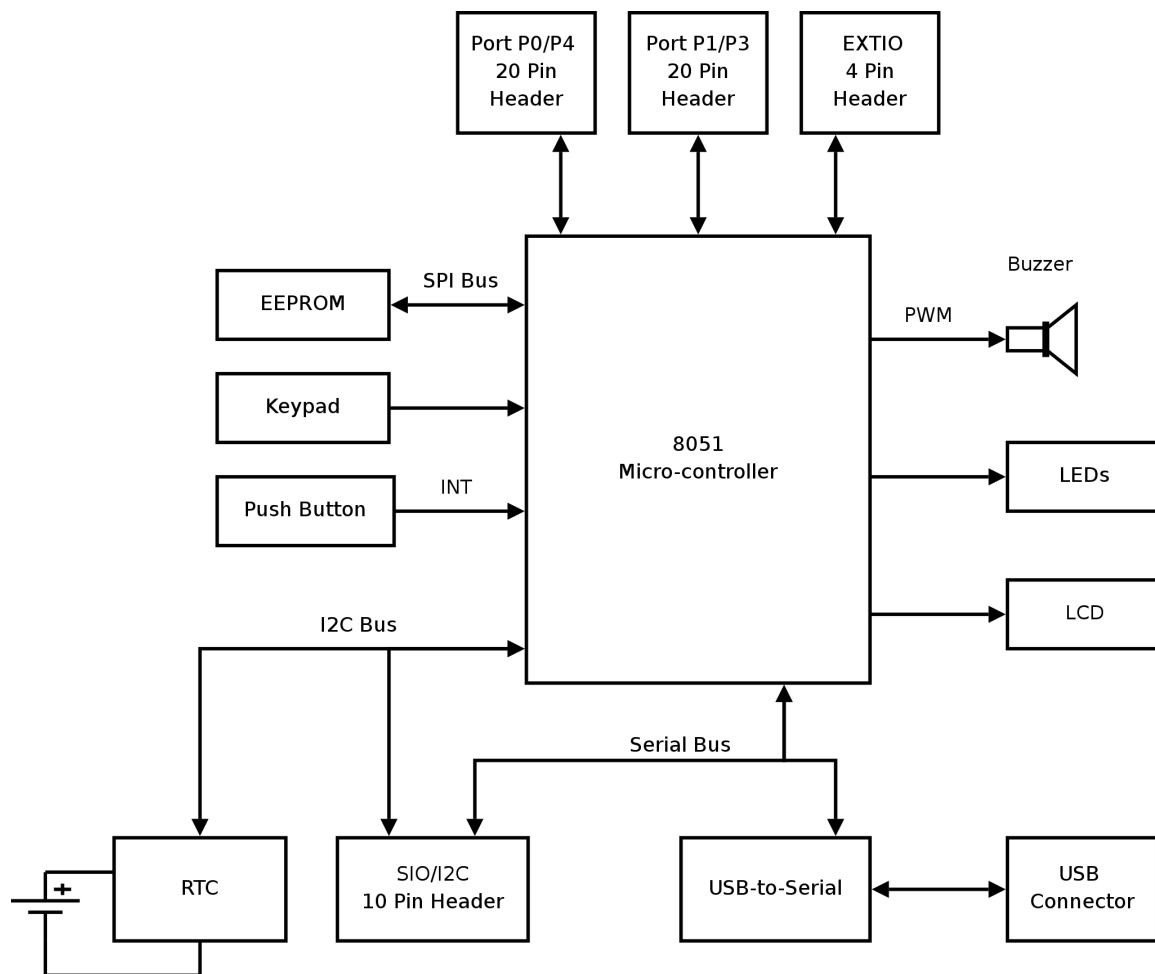 Port P0/P4
20 Pin
Header
Port P1/P3
20 Pin
Header
EXTIO
4 Pin
Header
Buzzer
EEPROM
SPI Bus
PWM
Keypad
8051
Micro-controller
Push Button
INT
LEDs
I2C Bus
LCD
Serial Bus
+
RTC
SIO/I2C
10 Pin Header
USB-to-Serial
USB
Connector